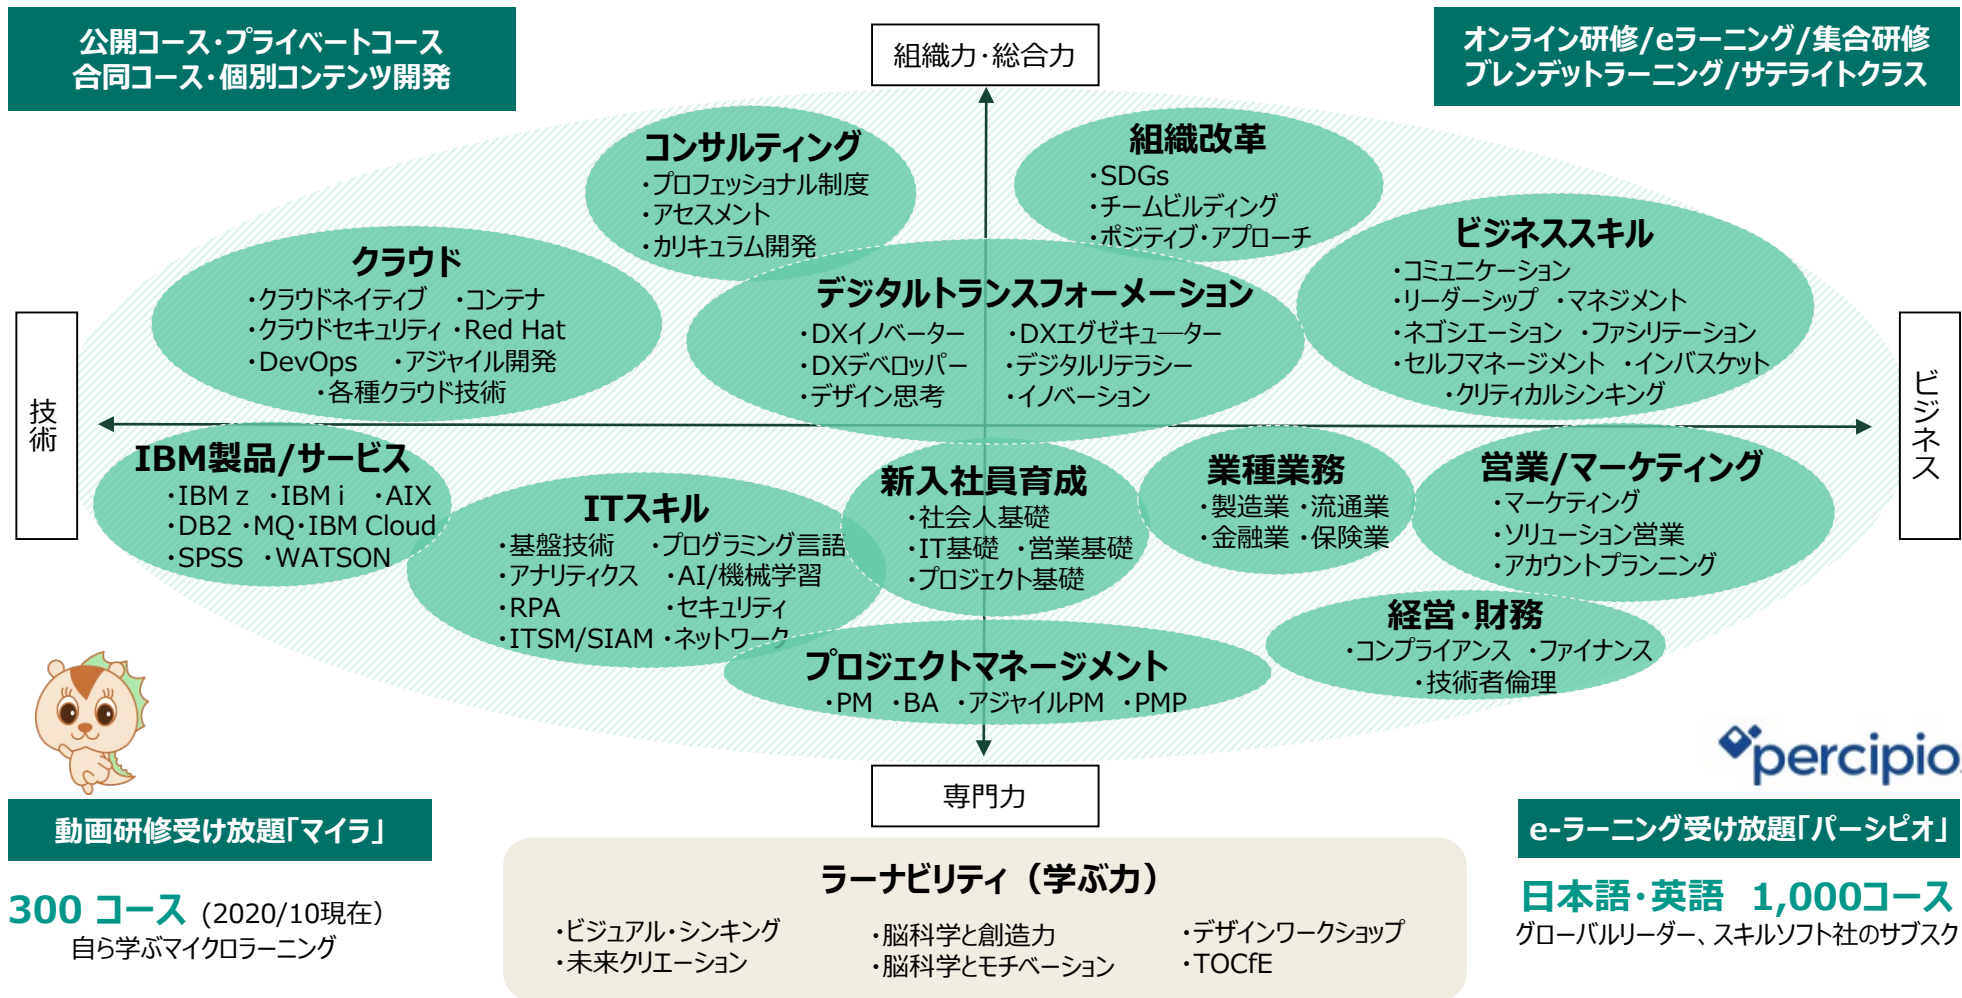 公開コース・プライベートコース
合同コース・個別コンテンツ開発
組織力・総合力
オンライン研修/eラーニング/集合研修
ブレンデットラーニング/サテライトクラス
コンサルティング
・プロフェッショナル制度
・アセスメント
・カリキュラム開発
組織改革
・SDGs
・チームビルディング
・ポジティブ・アプローチ
クラウド
・クラウドネイティブ ・コンテナ
・クラウドセキュリティ ・Red Hat
・DevOps ・アジャイル開発
・各種クラウド技術
デジタルトランスフォーメーション
・DXイノベーター ・DXエグゼキュ―ター
・DXデベロッパー ・デジタルリテラシー
・デザイン思考 ・イノベーション
ビジネススキル
・コミュニケーション
・リーダーシップ ・マネジメント
・ネゴシエーション ・ファシリテーション
・セルフマネージメント ・インバスケット
・クリティカルシンキング
技術
ビジネス
IBM製品/サービス
・IBM z ・IBM i ・AIX
・DB2 ・MQ・IBM Cloud
・SPSS ・WATSON
ITスキル
・基盤技術 ・プログラミング言語
・アナリティクス ・AI/機械学習
・RPA ・セキュリティ
・ITSM/SIAM ・ネットワーク
新入社員育成
・社会人基礎
・IT基礎 ・営業基礎
・プロジェクト基礎
業種業務
・製造業 ・流通業
・金融業 ・保険業
営業/マーケティング
・マーケティング
・ソリューション営業
・アカウントプランニング
経営・財務
・コンプライアンス ・ファイナンス
・技術者倫理
プロジェクトマネージメント
・PM ・BA ・アジャイルPM ・PMP
専門力
percipio.
動画研修受け放題「マイラ」
300 コース (2020/10現在)
自ら学ぶマイクロラーニング
ラーナビリティ（学ぶ力）
・ビジュアル・シンキング ・脳科学と創造力 ・デザインワークショップ
・未来クリエーション ・脳科学とモチベーション ・TOCfE
e-ラーニング受け放題「パーシピオ」
日本語・英語 1,000コース
グローバルリーダー、スキルソフト社のサブスク